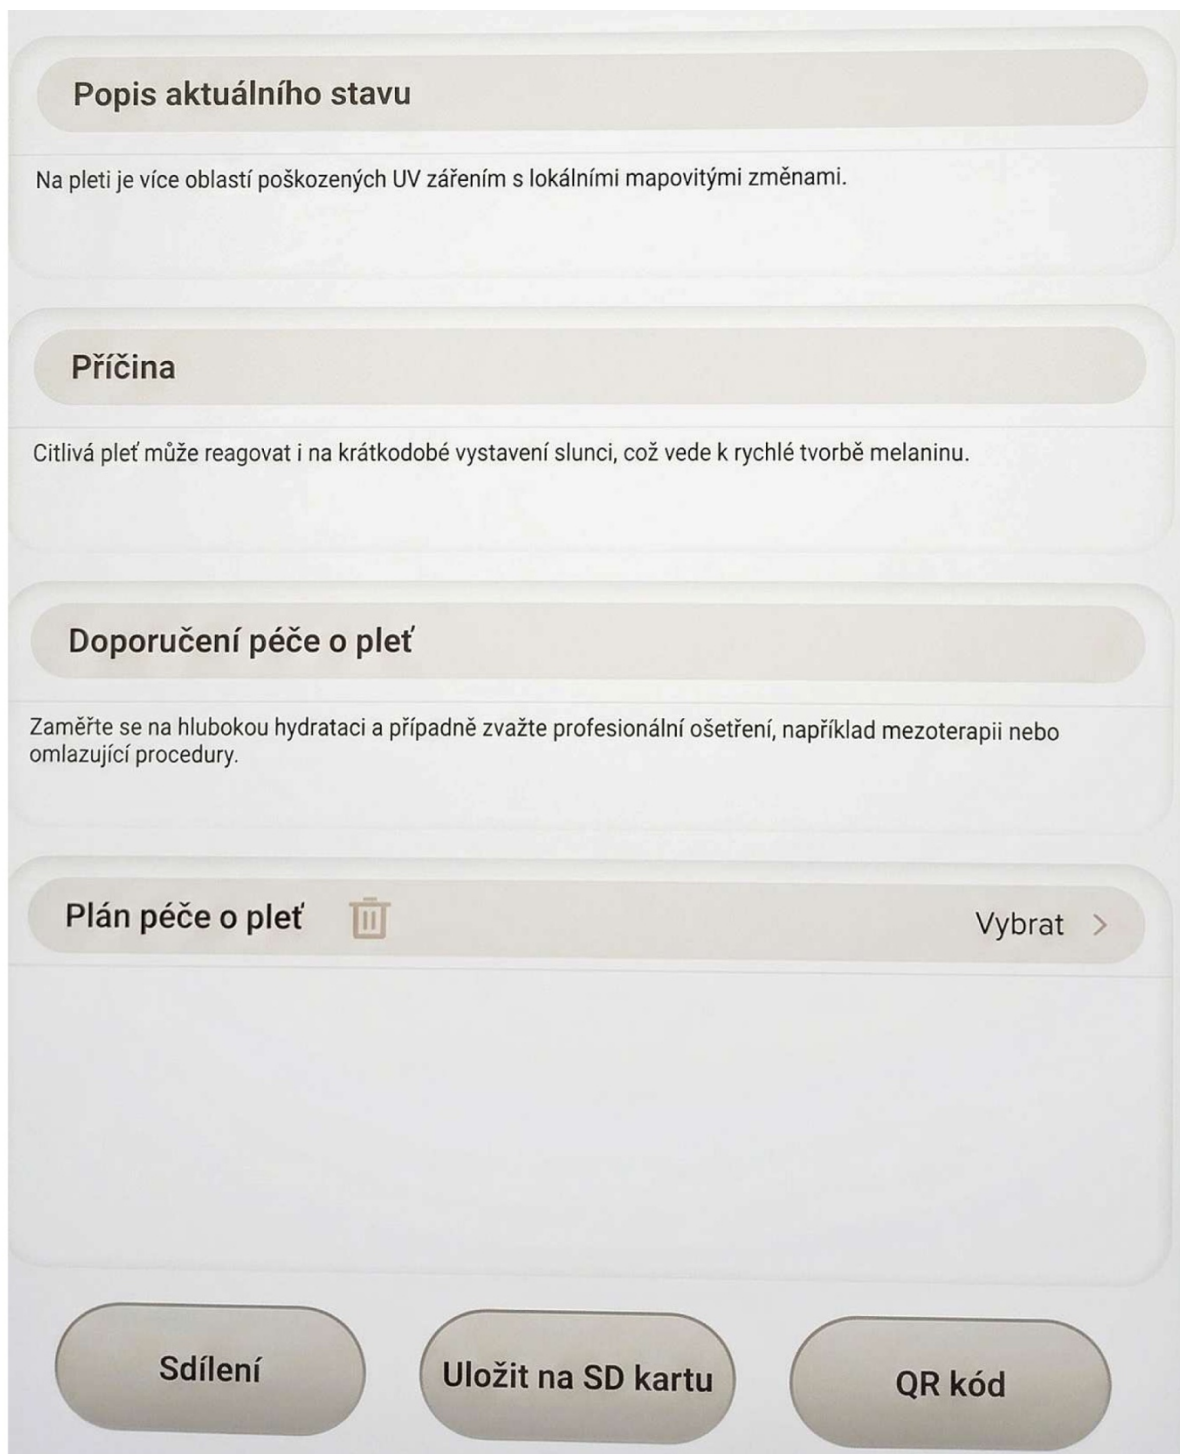 Popis aktuálního stavu
Na pleti je více oblastí poškozených UV zářením s lokálními mapovitými změnami.
Příčina
Citlivá pleť může reagovat i na krátkodobé vystavení slunci, což vede k rychlé tvorbě melaninu.
Doporučení péče o pleť
Zaměřte se na hlubokou hydrataci a případně zvažte profesionální ošetření, například mezoterapii nebo
omlazující procedury.
Plán péče o pleť
Vybrat
Sdílení
Uložit na SD kartu
QR kód